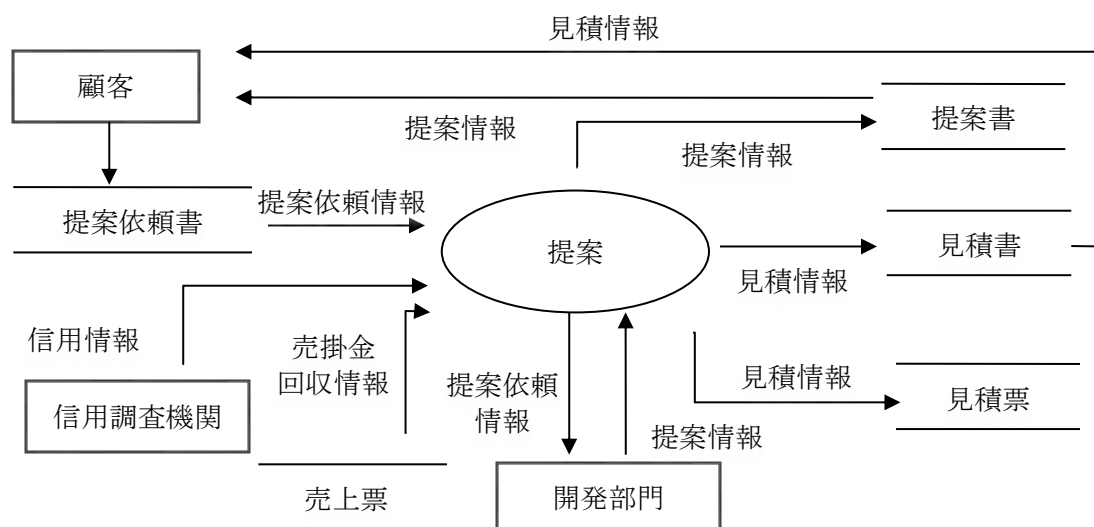 見積情報
顧客
提案書
提案情報
提案情報
提案依頼情報
提案依頼書
提案
見積書
見積情報
信用情報
売掛金
回収情報
提案依頼
情報
見積情報
見積票
信用調査機関
提案情報
売上票
開発部門